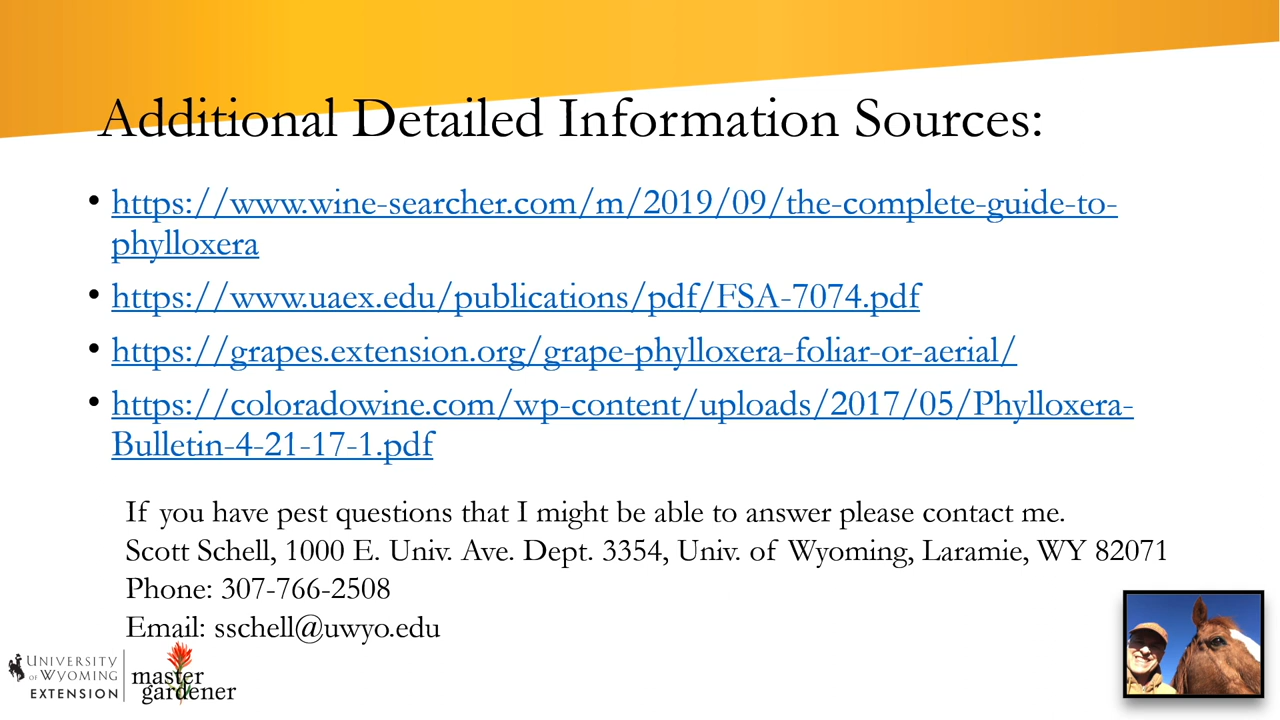 Additional Detailed Information Sources:
• https://www.wine-searcher.com/m/2019/09/the-complete-guide-to-
phylloxera
• https://www.uaex.edu/publications/pdf/FSA-7074.pdf
• https://grapes.extension.org/grape-phylloxera-foliar-or-aerial/
• https://coloradowine.com/wp-content/uploads/2017/05/Phylloxera-
Bulletin-4-21-17-1.pdf
If you have pest questions that I might be able to answer please contact me.
Scott Schell, 1000 E. Univ. Ave. Dept. 3354, Univ. of Wyoming, Laramie, WY 82071
Phone: 307-766-2508
Email: sschell@uwyo.edu
UNIVERSITY
OF WYOMING
EXTENSION
master
gardener